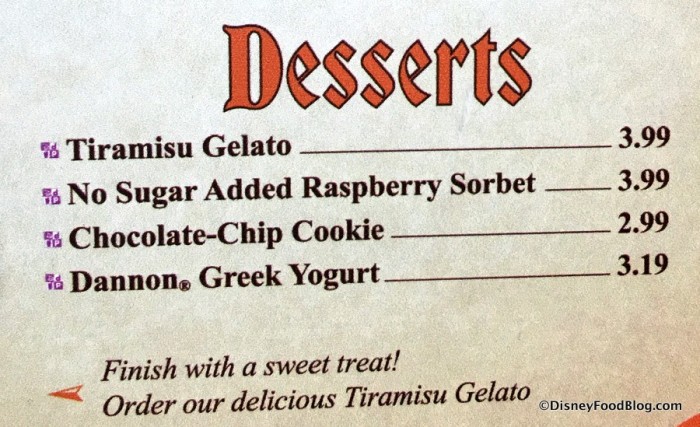 Desserts
Tiramisu Gelato 3.99
No Sugar Added Raspberry Sorbet 3.99
Chocolate-Chip Cookie 2.99
Dannon® Greek Yogurt 3.19
Finish with a sweet treat!
Order our delicious Tiramisu Gelato
©DisneyFoodBlog.com